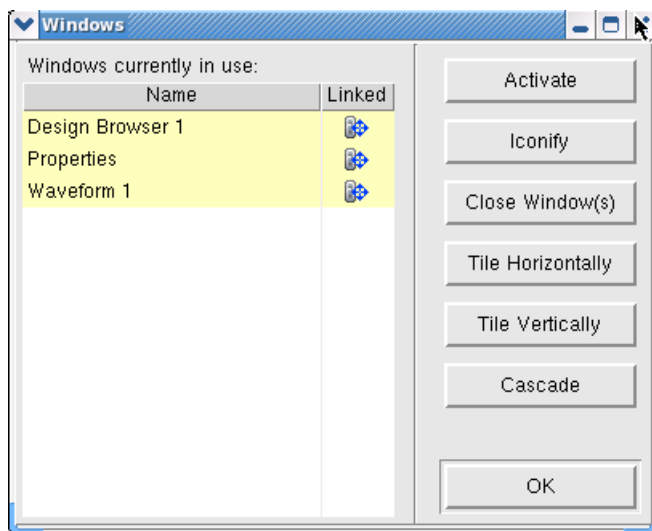 Windows
Windows currently in use:
Name Linked
Design Browser 1
Properties
Waveform 1
Activate
Iconify
Close Window(s)
Tile Horizontally
Tile Vertically
Cascade
OK